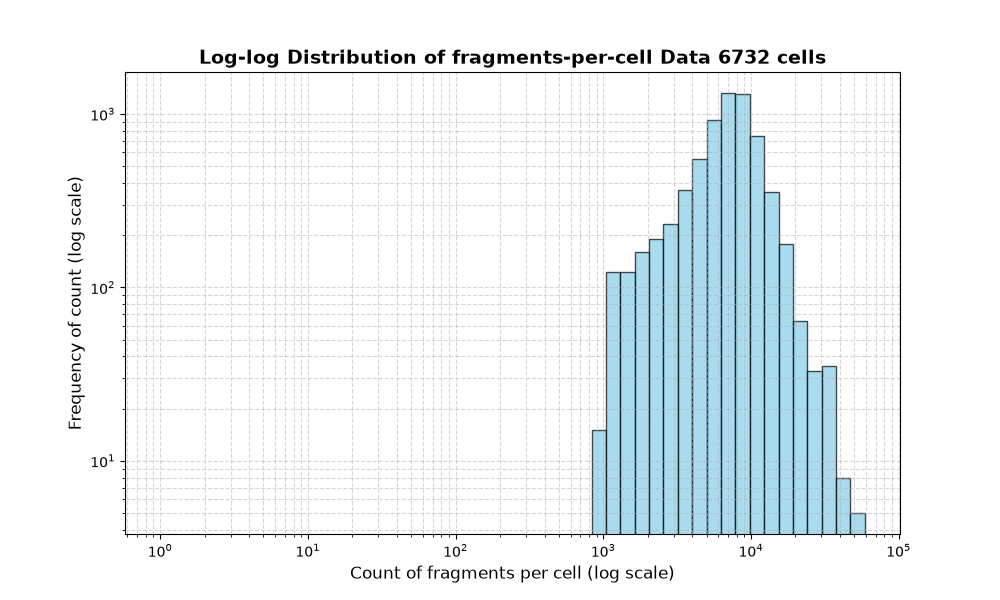 Log-log Distribution of fragments-per-cell Data 6732 cells
Frequency of count (log scale)
10³
10²
10¹
10⁰ 10¹ 10² 10³ 10⁴ 10⁵
Count of fragments per cell (log scale)